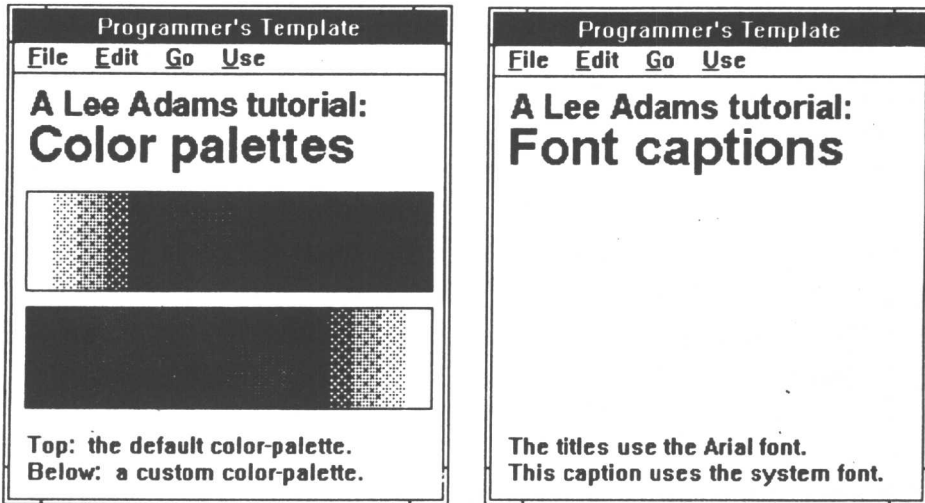 Programmer's Template
File Edit Go Use
A Lee Adams tutorial:
Color palettes
Top: the default color-palette.
Below: a custom color-palette.
Programmer's Template
File Edit Go Use
A Lee Adams tutorial:
Font captions
The titles use the Arial font.
This caption uses the system font.